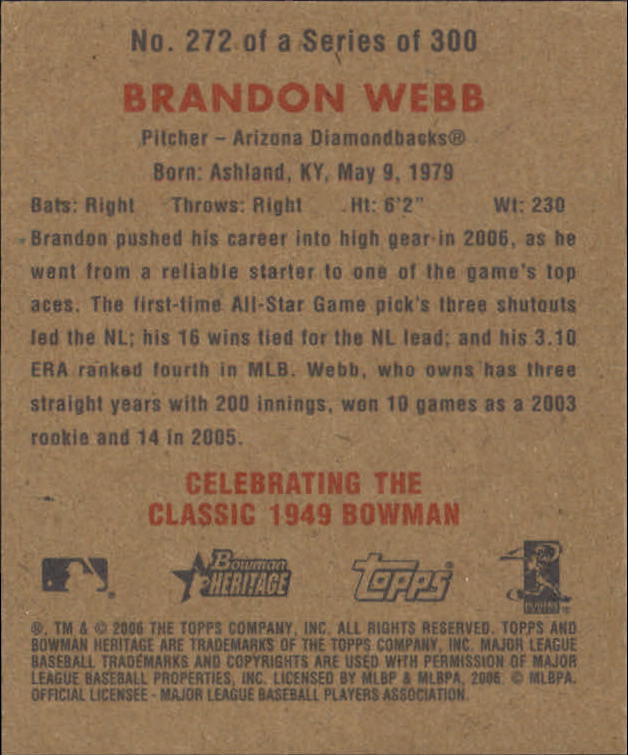 No. 272 of a Series of 300
BRANDON WEBB
Pitcher – Arizona Diamondbacks®
Born: Ashland, KY, May 9, 1979
Bats: Right Throws: Right Ht: 6'2" Wt: 230
Brandon pushed his career into high gear in 2006, as he
went from a reliable starter to one of the game's top
aces. The first-time All-Star Game pick's three shutouts
led the NL; his 16 wins tied for the NL lead; and his 3.10
ERA ranked fourth in MLB. Webb, who owns has three
straight years with 200 innings, won 10 games as a 2003
rookie and 14 in 2005.
CELEBRATING THE
CLASSIC 1949 BOWMAN
Bowman
HERITAGE
topps®
®, TM & © 2006 THE TOPPS COMPANY, INC. ALL RIGHTS RESERVED. TOPPS AND
BOWMAN HERITAGE ARE TRADEMARKS OF THE TOPPS COMPANY, INC. MAJOR LEAGUE
BASEBALL TRADEMARKS AND COPYRIGHTS ARE USED WITH PERMISSION OF MAJOR
LEAGUE BASEBALL PROPERTIES, INC. LICENSED BY MLBP & MLBPA, 2006. © MLBPA.
OFFICIAL LICENSEE - MAJOR LEAGUE BASEBALL PLAYERS ASSOCIATION.